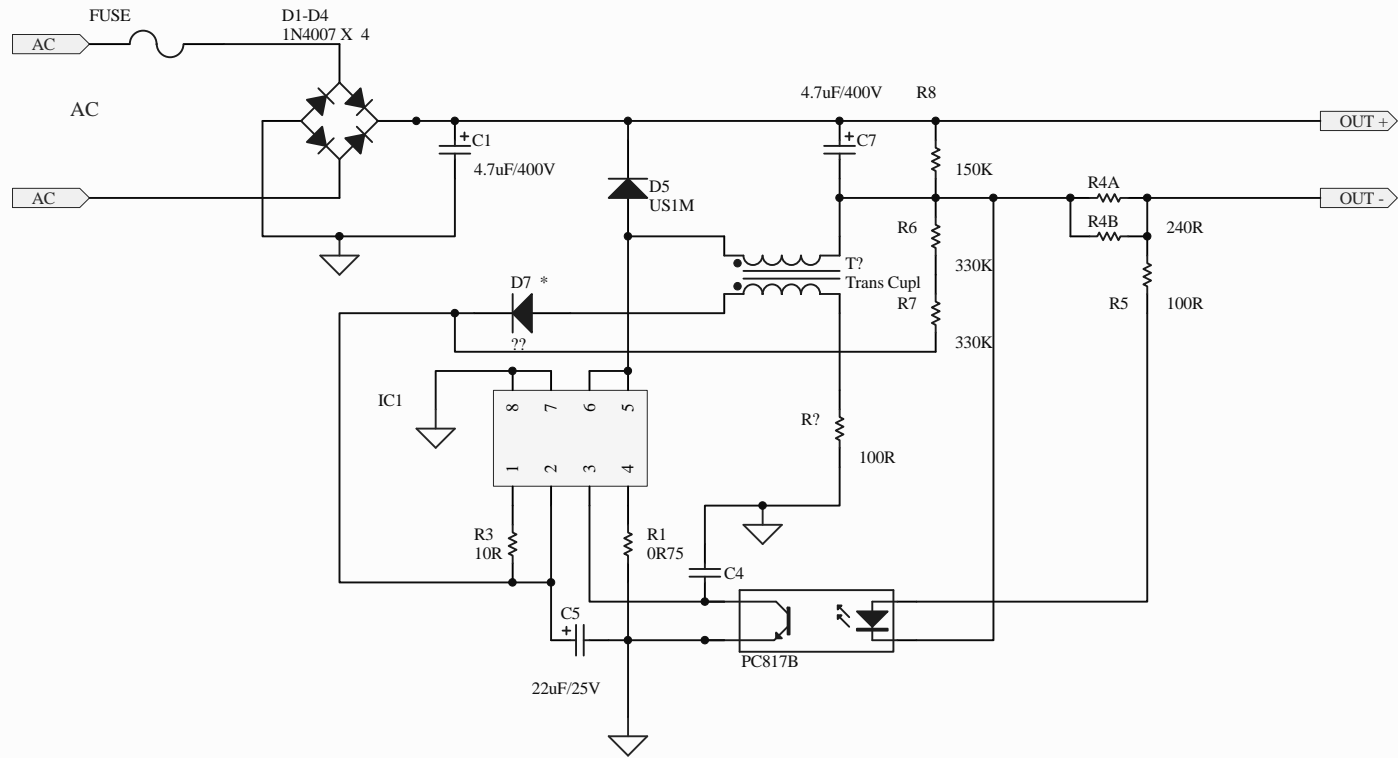 FUSE
D1-D4
1N4007 X 4
AC
AC
AC
4.7uF/400V
R8
OUT +
+ C1
4.7uF/400V
+ C7
150K
D5
US1M
R4A
OUT -
R4B
240R
R6
330K
T?
Trans Cupl
D7 *
??
R7
330K
R5
100R
IC1
8 7 6 5
1 2 3 4
R?
100R
R3
10R
R1
0R75
C4
C5
+
22uF/25V
PC817B